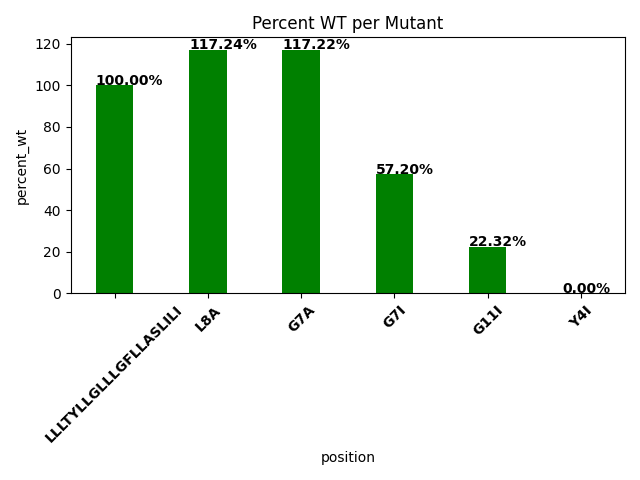 Percent WT per Mutant
percent_wt
120
100
80
60
40
20
0
100.00%
117.24%
117.22%
57.20%
22.32%
0.00%
LLLTYLLGLLLGFLLASLILI
L8A
G7A
G7I
G11I
Y4I
position